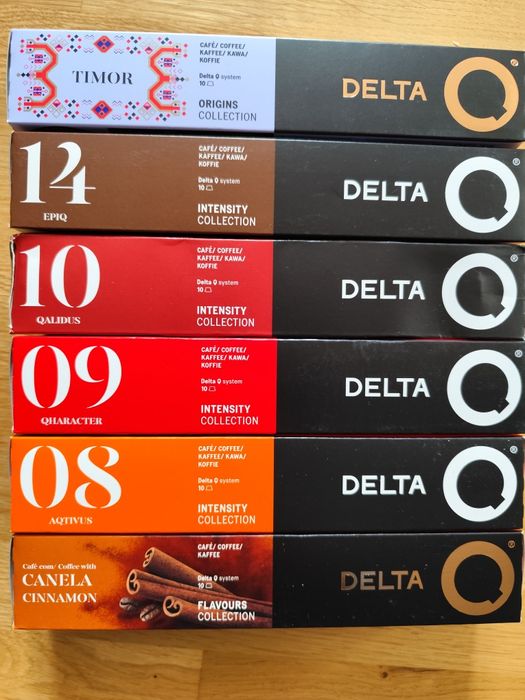 TIMOR
CAFÉ/ COFFEE/
KAFFEE/ KAWA/
KOFFIE
Delta Q system
10
ORIGINS
COLLECTION
DELTA Q®
14
EPIQ
CAFÉ/ COFFEE/
KAFFEE/ KAWA/
KOFFIE
Delta Q system
10
INTENSITY
COLLECTION
DELTA Q®
10
QALIDUS
CAFÉ/ COFFEE/
KAFFEE/ KAWA/
KOFFIE
Delta Q system
10
INTENSITY
COLLECTION
DELTA Q®
09
QHARACTER
CAFÉ/ COFFEE/
KAFFEE/ KAWA/
KOFFIE
Delta Q system
10
INTENSITY
COLLECTION
DELTA Q®
08
AQTIVUS
CAFÉ/ COFFEE/
KAFFEE/ KAWA/
KOFFIE
Delta Q system
10
INTENSITY
COLLECTION
DELTA Q®
Café com/ Coffee with
CANELA
CINNAMON
CAFÉ/ COFFEE/
KAFFEE
Delta Q system
10
FLAVOURS
COLLECTION
DELTA Q®